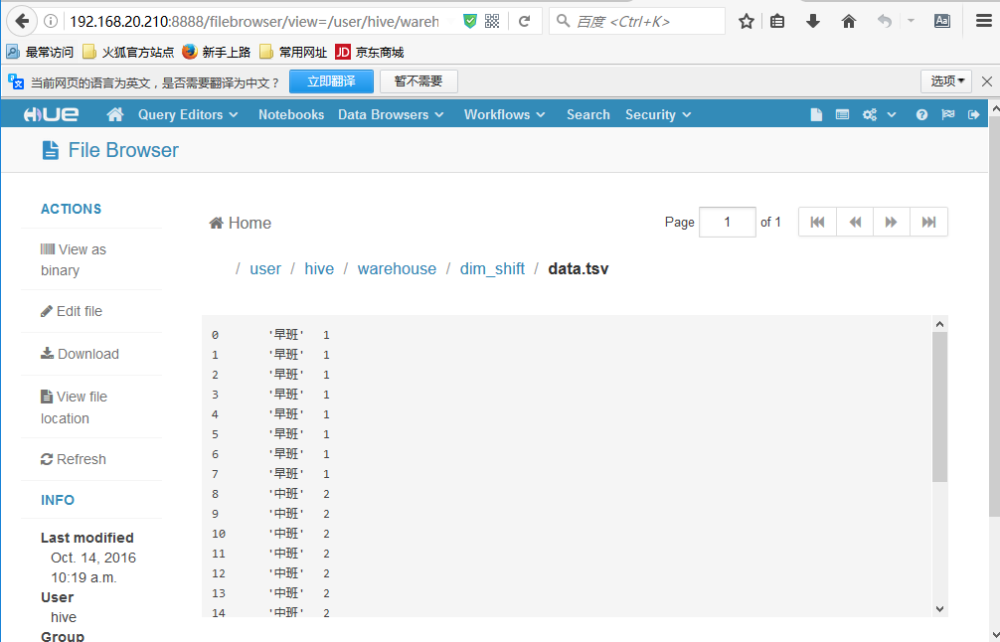 192.168.20.210:8888/filebrowser/view=/user/hive/wareh
百度 <Ctrl+K>
最常访问 火狐官方站点 新手上路 常用网址 JD 京东商城
当前网页的语言为英文，是否需要翻译为中文？ 立即翻译 暂不需要 选项
HUE Query Editors Notebooks Data Browsers Workflows Search Security
File Browser
ACTIONS
View as
binary
Edit file
Download
View file
location
Refresh
INFO
Last modified
Oct. 14, 2016
10:19 a.m.
User
hive
Group
Home
Page 1 of 1
/ user / hive / warehouse / dim_shift / data.tsv
0 '早班' 1
1 '早班' 1
2 '早班' 1
3 '早班' 1
4 '早班' 1
5 '早班' 1
6 '早班' 1
7 '早班' 1
8 '中班' 2
9 '中班' 2
10 '中班' 2
11 '中班' 2
12 '中班' 2
13 '中班' 2
14 '中班' 2